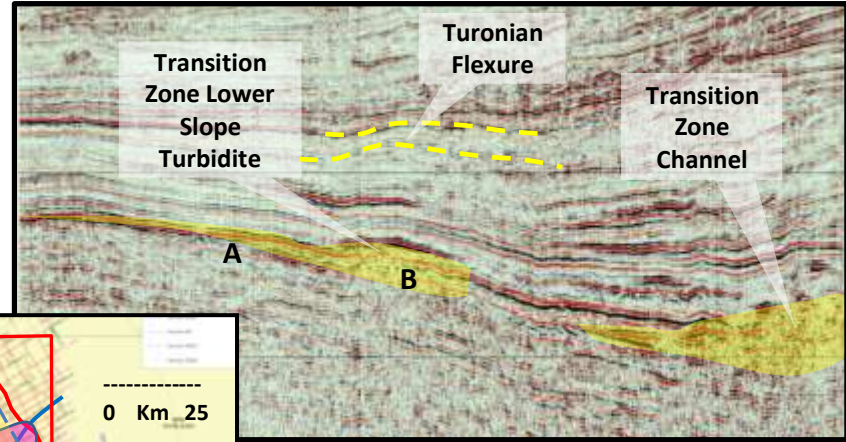 Turonian
Flexure
Transition
Zone Lower
Slope
Turbidite
Transition
Zone
Channel
A
B
0 Km 25